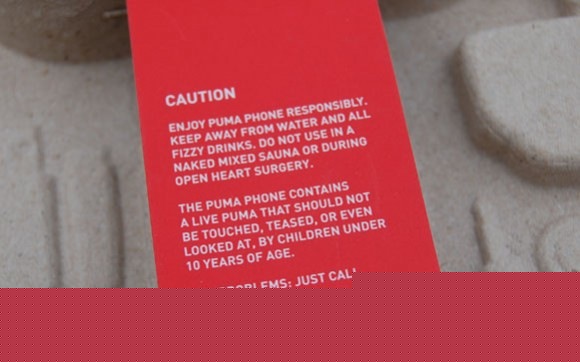 CAUTION
ENJOY PUMA PHONE RESPONSIBLY.
KEEP AWAY FROM WATER AND ALL
FIZZY DRINKS. DO NOT USE IN A
NAKED MIXED SAUNA OR DURING
OPEN HEART SURGERY.
THE PUMA PHONE CONTAINS
A LIVE PUMA THAT SHOULD NOT
BE TOUCHED, TEASED, OR EVEN
LOOKED AT, BY CHILDREN UNDER
10 YEARS OF AGE.
JUST